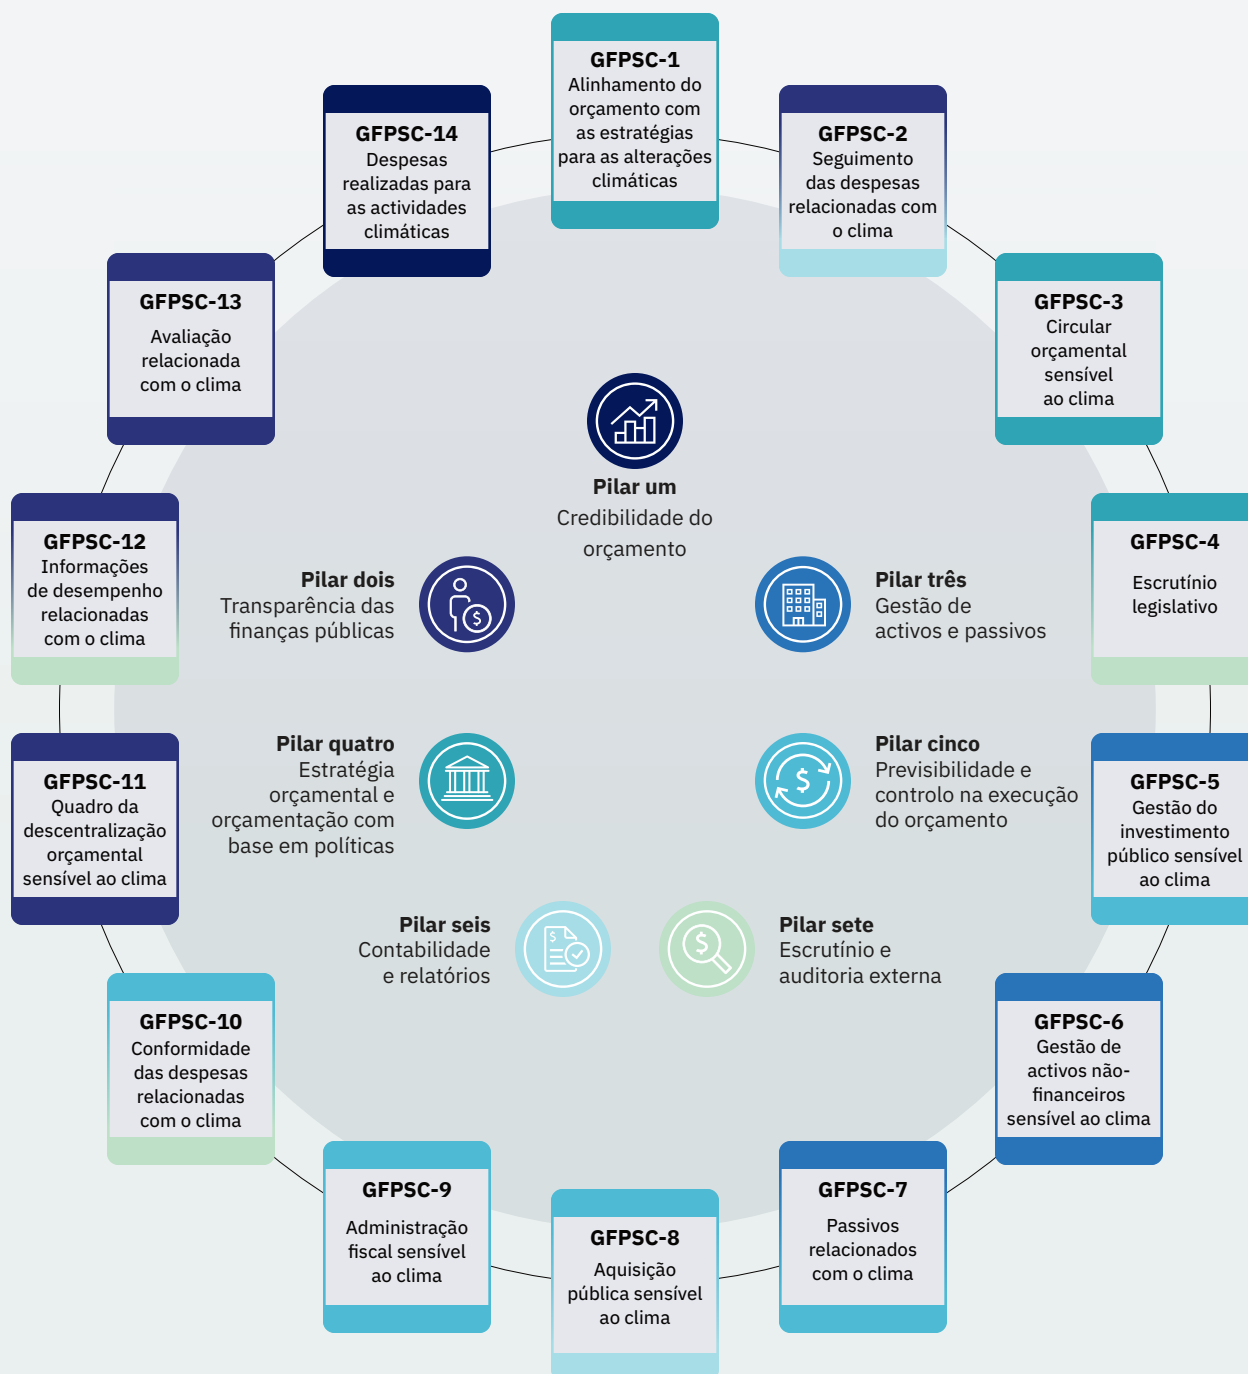 GFPSC-1
Alinhamento do
orçamento com
as estratégias
para as alterações
climáticas
GFPSC-2
Seguimento
das despesas
relacionadas com
o clima
GFPSC-3
Circular
orçamental
sensível
ao clima
GFPSC-4
Escrutínio
legislativo
GFPSC-5
Gestão do
investimento
público sensível
ao clima
GFPSC-6
Gestão de
activos não-
financeiros
sensível ao clima
GFPSC-7
Passivos
relacionados
com o clima
GFPSC-8
Aquisição
pública sensível
ao clima
GFPSC-9
Administração
fiscal sensível
ao clima
GFPSC-10
Conformidade
das despesas
relacionadas
com o clima
GFPSC-11
Quadro da
descentralização
orçamental
sensível ao clima
GFPSC-12
Informações
de desempenho
relacionadas
com o clima
GFPSC-13
Avaliação
relacionada
com o clima
GFPSC-14
Despesas
realizadas para
as actividades
climáticas
Pilar um
Credibilidade do
orçamento
Pilar dois
Transparência das
finanças públicas
$
Pilar três
Gestão de
activos e passivos
Pilar quatro
Estratégia
orçamental e
orçamentação com
base em políticas
Pilar cinco
Previsibilidade e
controlo na execução
do orçamento
$
Pilar seis
Contabilidade
e relatórios
$
Pilar sete
Escrutínio e
auditoria externa
$